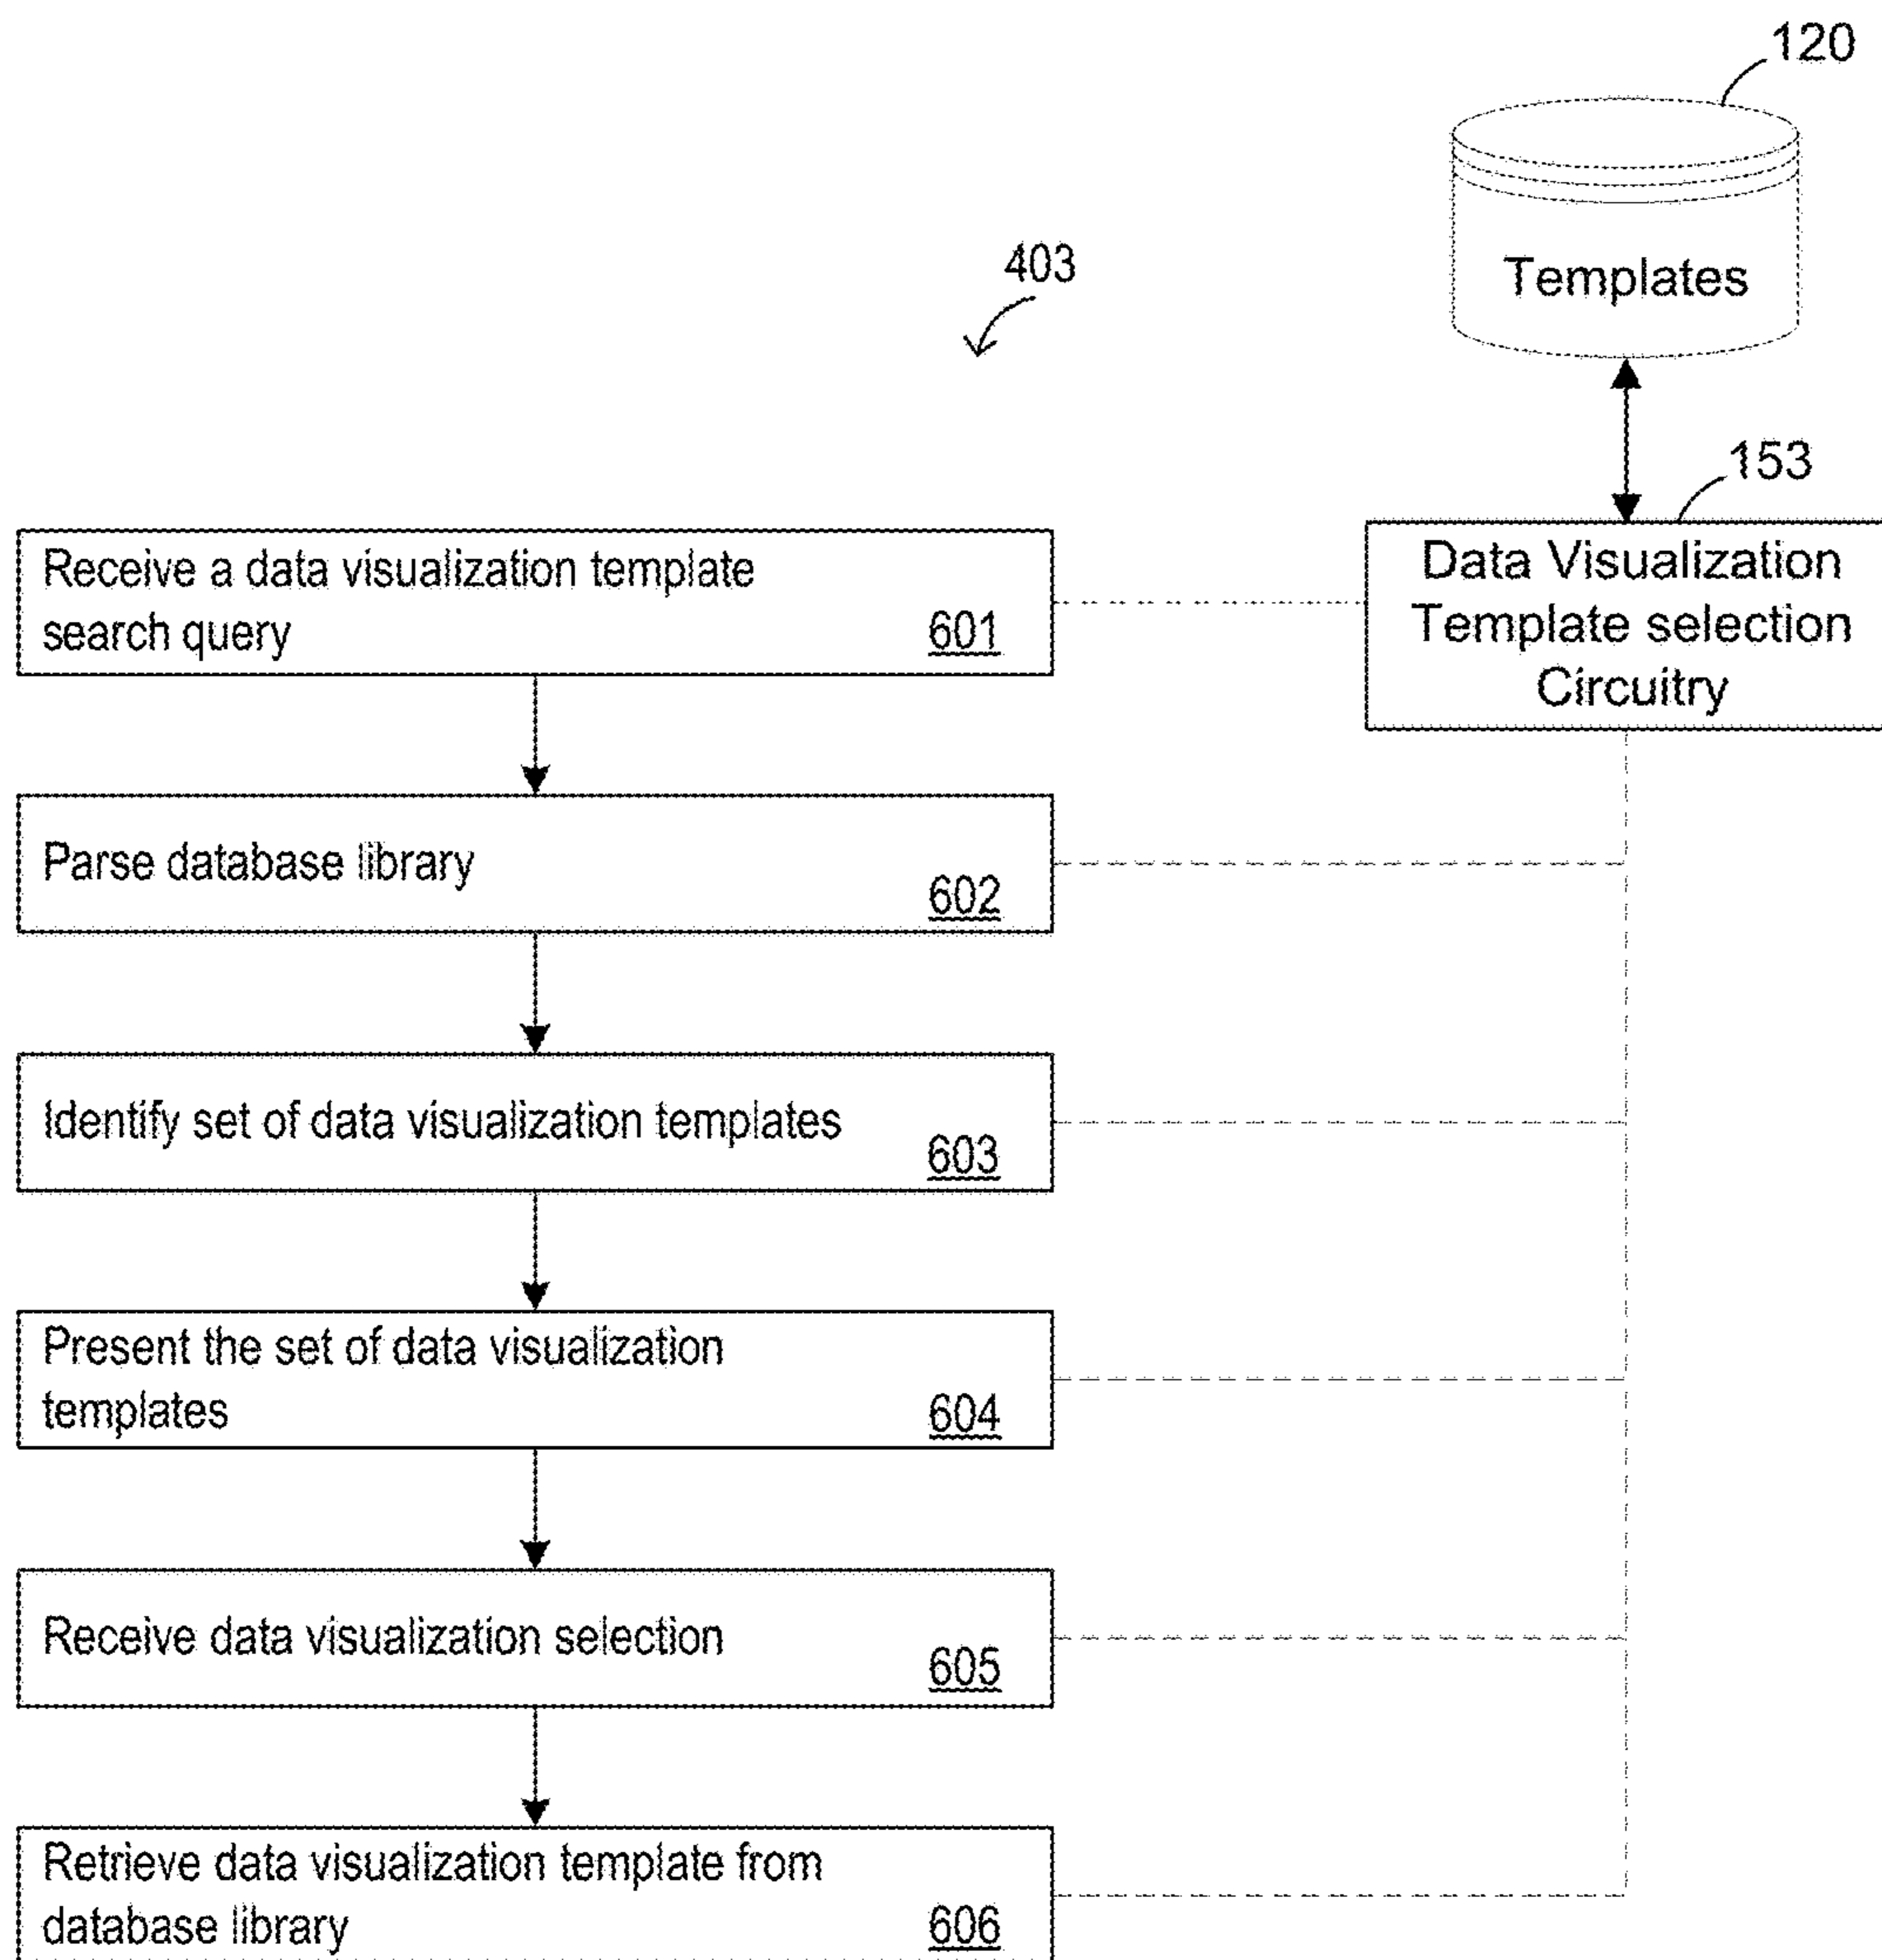 120
Templates
403
153
Data Visualization
Template selection
Circuitry
Receive a data visualization template
search query
601
Parse database library
602
Identify set of data visualization templates
603
Present the set of data visualization
templates
604
Receive data visualization selection
605
Retrieve data visualization template from
database library
606